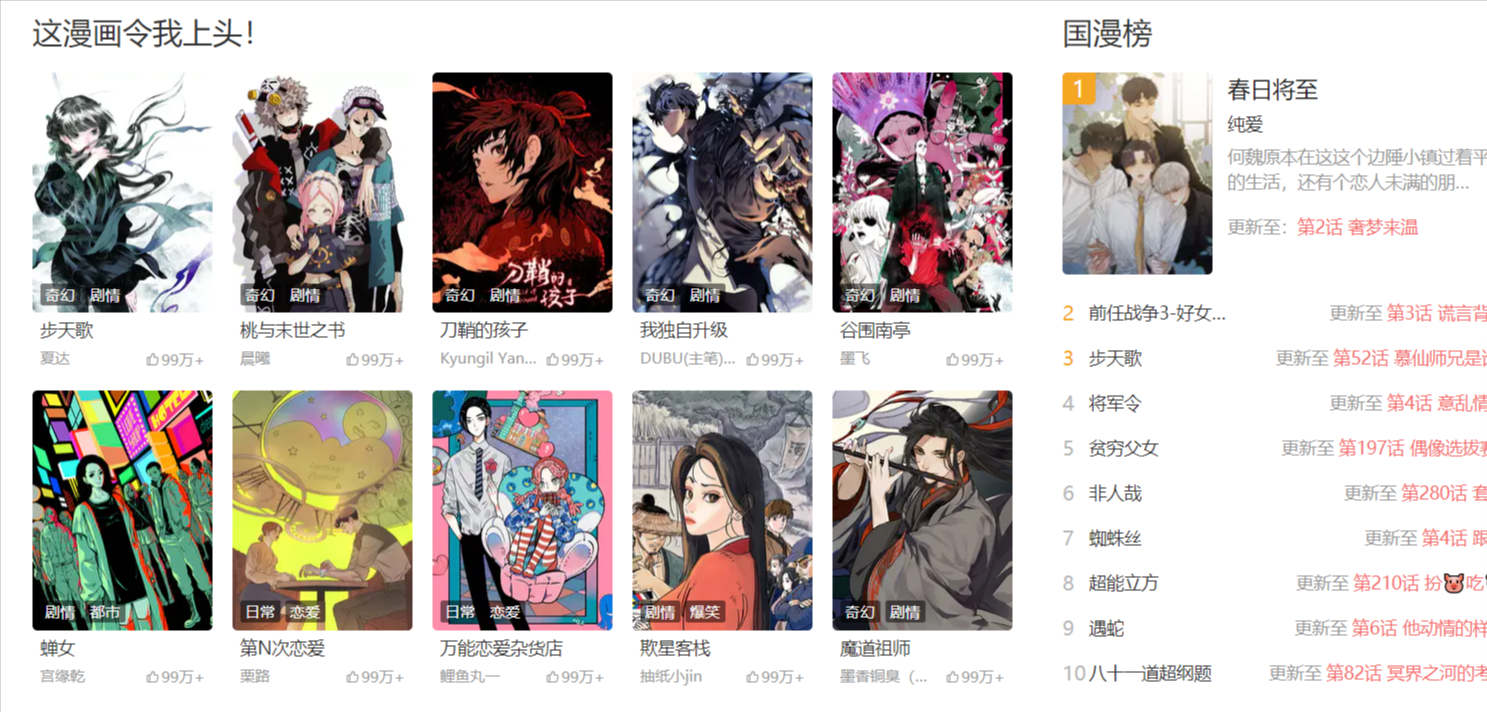 这漫画令我上头!
奇幻 剧情
步天歌
夏达 99万+
奇幻 剧情
桃与末世之书
晨曦 99万+
刀鞘的孩子
奇幻 剧情
刀鞘的孩子
Kyungil Yan... 99万+
奇幻 剧情
我独自升级
DUBU(主笔)... 99万+
奇幻 剧情
谷围南亭
墨飞 99万+
剧情 都市
蝉女
宫缘乾 99万+
日常 恋爱
第N次恋爱
栗路 99万+
日常 恋爱
万能恋爱杂货店
鲤鱼丸一 99万+
剧情 爆笑
欺星客栈
抽纸小jin 99万+
奇幻 剧情
魔道祖师
墨香铜臭（... 99万+
国漫榜
1
春日将至
纯爱
何魏原本在这这个边陲小镇过着平
的生活，还有个恋人未满的朋...
更新至：第2话 奢梦来温
2 前任战争3-好女... 更新至 第3话 谎言背
3 步天歌 更新至 第52话 慕仙师兄是
4 将军令 更新至 第4话 意乱情
5 贫穷父女 更新至 第197话 偶像选拔
6 非人哉 更新至 第280话 套
7 蜘蛛丝 更新至 第4话 跟
8 超能立方 更新至 第210话 扮🐷吃
9 遇蛇 更新至 第6话 他动情的样
10 八十一道超纲题 更新至 第82话 冥界之河的考